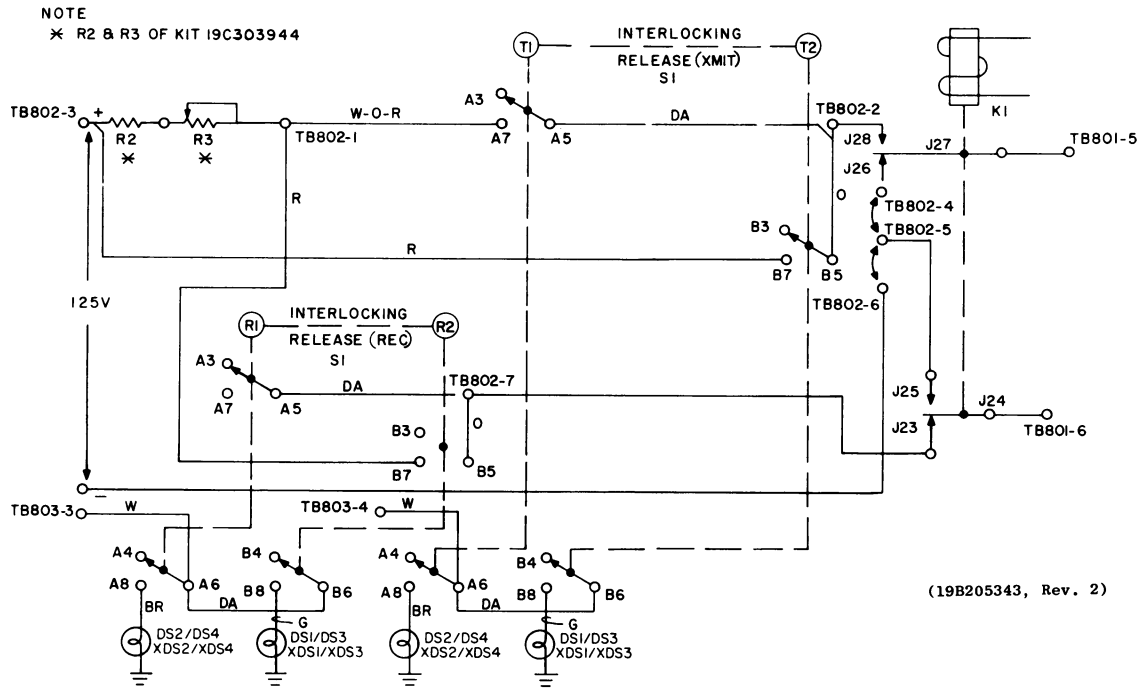 NOTE
* R2 & R3 OF KIT 19C303944
INTERLOCKING
RELEASE (XMIT)
S1
T1
T2
K1
TB802-3
+
R2
*
R3
*
TB802-1
W-O-R
A3
A7
A5
DA
TB802-2
J28
J26
J27
TB801-5
R
O
TB802-4
TB802-5
R
B3
B7
B5
TB802-6
125V
INTERLOCKING
RELEASE (REC)
S1
R1
R2
A3
A7
A5
DA
TB802-7
B3
O
B7
B5
J25
J24
J23
TB801-6
–
TB803-3
W
TB803-4
W
A4
A8
A6
B4
B8
B6
A4
A8
A6
B4
B8
B6
BR
DA
G
BR
DA
G
DS2/DS4
XDS2/XDS4
DS1/DS3
XDS1/XDS3
DS2/DS4
XDS2/XDS4
DS1/DS3
XDS1/XDS3
(19B205343, Rev. 2)